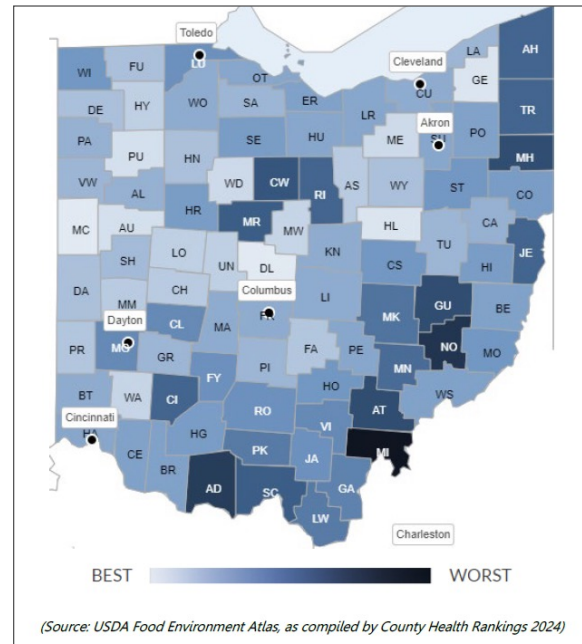 Toledo
AH
WI
FU
OT
Cleveland
LA
GE
CU
DE
HY
WO
SA
ER
LR
TR
Akron
ME
PO
PA
PU
HN
SE
HU
MH
VW
AL
WD
CW
RI
AS
WY
ST
CO
HR
MC
AU
MR
MW
HL
CA
TU
JE
SH
LO
UN
DL
KN
CS
HI
DA
MM
CH
Columbus
LI
MK
GU
BE
Dayton
CL
MA
NO
PR
MG
GR
PI
FA
PE
MN
MO
BT
WA
CI
FY
HO
WS
Cincinnati
RO
AT
HG
VI
CE
BR
PK
JA
MI
AD
SC
GA
LW
Charleston
BEST
WORST
(Source: USDA Food Environment Atlas, as compiled by County Health Rankings 2024)